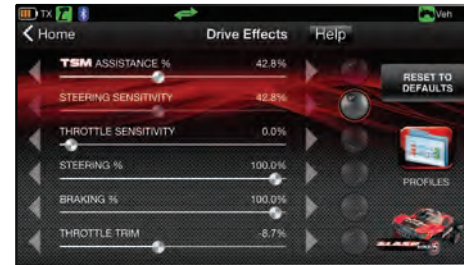 TX Veh
Home Drive Effects Help
TSM ASSISTANCE % 42.8%
STEERING SENSITIVITY 42.8%
THROTTLE SENSITIVITY 0.0%
STEERING % 100.0%
BRAKING % 100.0%
THROTTLE TRIM -8.7%
RESET TO
DEFAULTS
PROFILES
SLASH